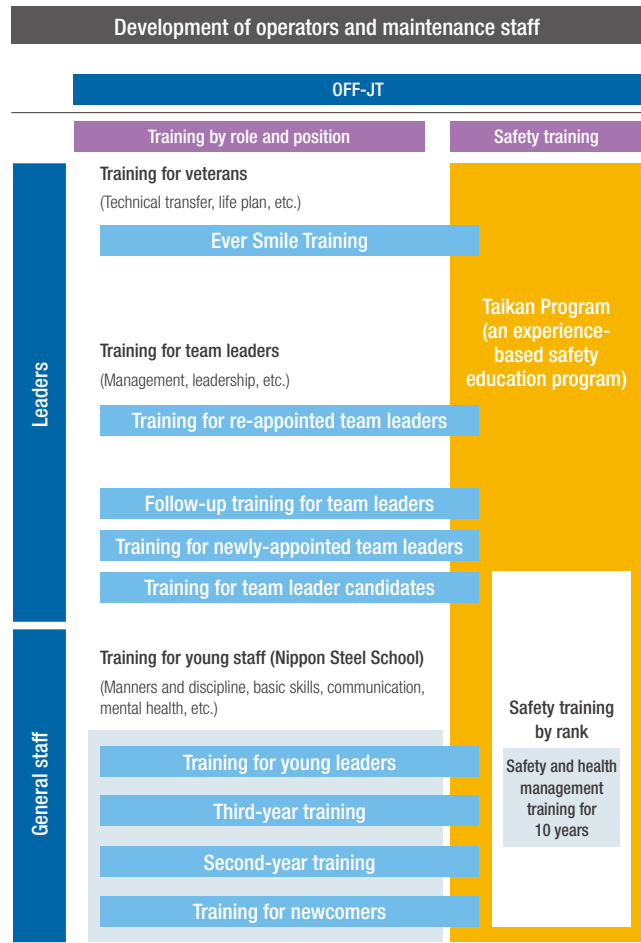 Development of operators and maintenance staff
OFF-JT
Training by role and position
Safety training
Leaders
Training for veterans
(Technical transfer, life plan, etc.)
Ever Smile Training
Training for team leaders
(Management, leadership, etc.)
Training for re-appointed team leaders
Follow-up training for team leaders
Training for newly-appointed team leaders
Training for team leader candidates
General staff
Training for young staff (Nippon Steel School)
(Manners and discipline, basic skills, communication,
mental health, etc.)
Training for young leaders
Third-year training
Second-year training
Training for newcomers
Taikan Program
(an experience-
based safety
education program)
Safety training
by rank
Safety and health
management
training for
10 years